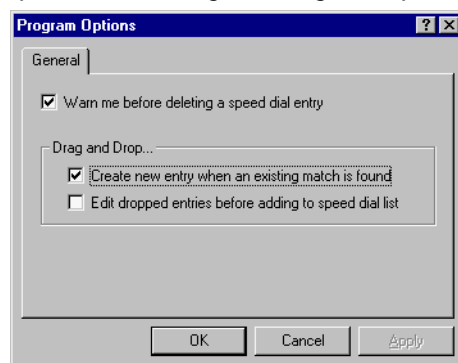 Program Options
General
Warn me before deleting a speed dial entry
Drag and Drop...
Create new entry when an existing match is found
Edit dropped entries before adding to speed dial list
OK Cancel Apply